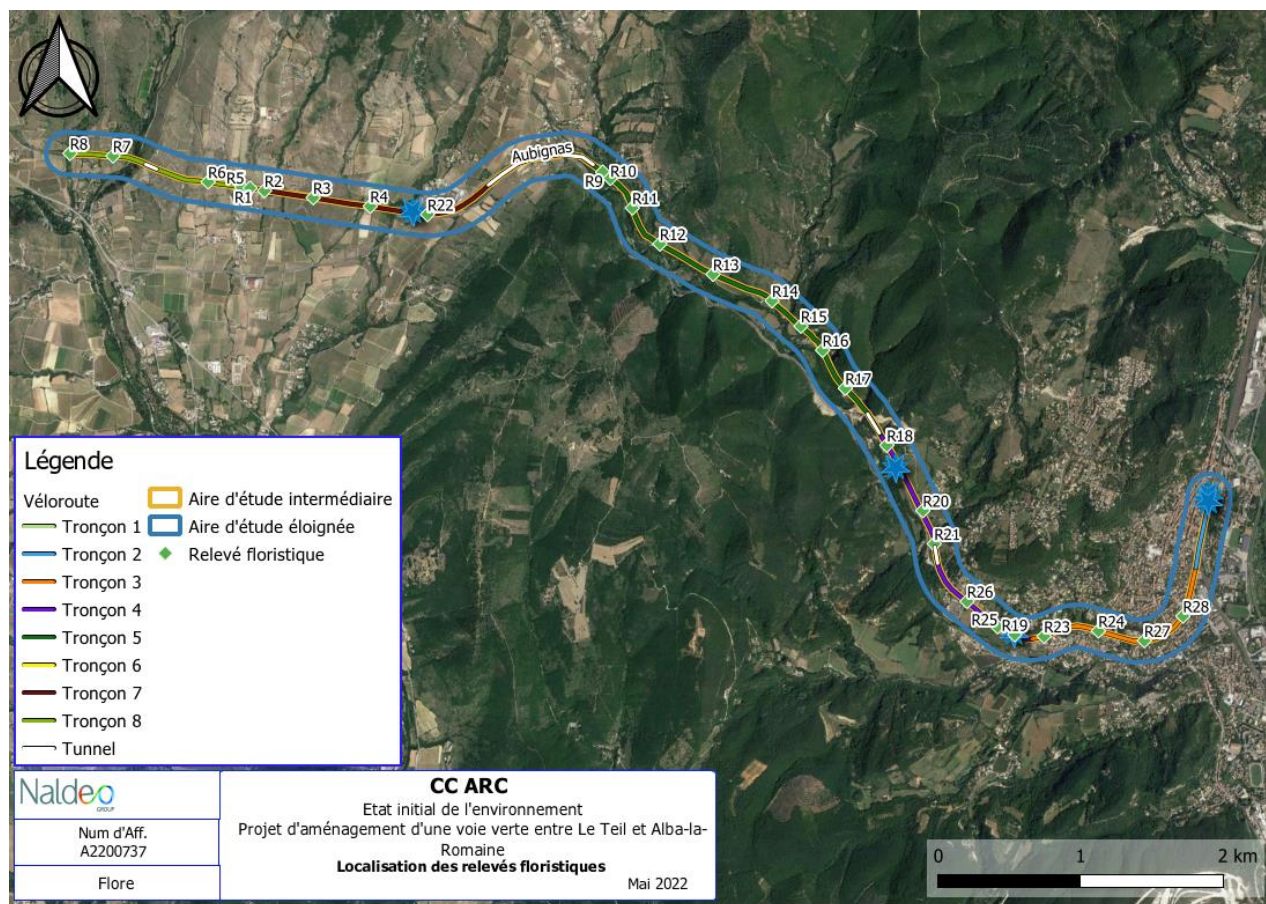 R8
R7
R6
R5
R1
R2
R3
R4
R22
Aubignas
R9
R10
R11
R12
R13
R14
R15
R16
R17
R18
R20
R21
R26
R25
R19
R23
R24
R27
R28
Légende
Véloroute
Tronçon 1
Tronçon 2
Tronçon 3
Tronçon 4
Tronçon 5
Tronçon 6
Tronçon 7
Tronçon 8
Tunnel
Aire d'étude intermédiaire
Aire d'étude éloignée
Relevé floristique
Naldeo
GROUP
Num d'Aff.
A2200737
Flore
CC ARC
Etat initial de l'environnement
Projet d'aménagement d'une voie verte entre Le Teil et Alba-la-
Romaine
Localisation des relevés floristiques
Mai 2022
0 1 2 km